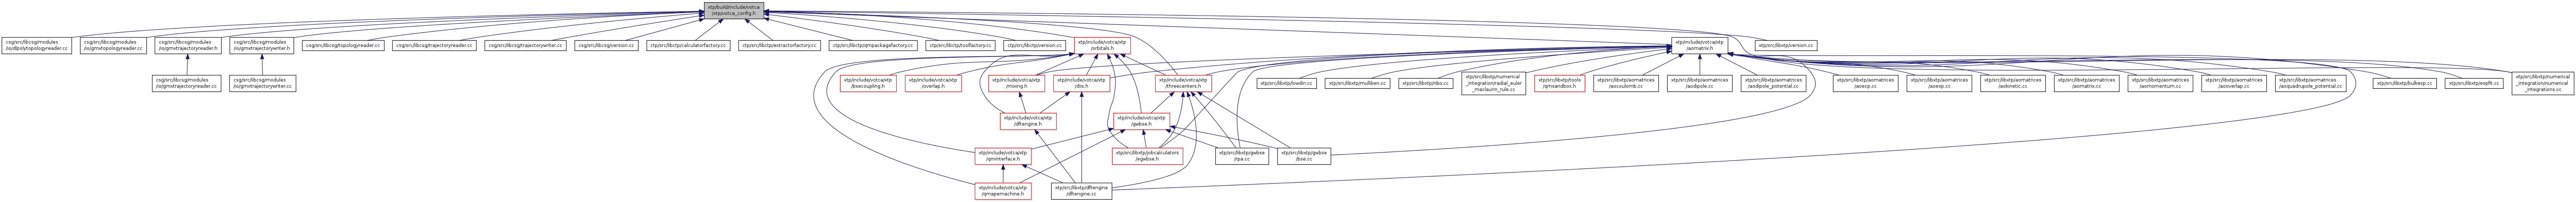 xtp/build/include/votca
/xtp/votca_config.h
csg/src/libcsg/modules
/io/dlpolytopologyreader.cc
csg/src/libcsg/modules
/io/gmxtopologyreader.cc
csg/src/libcsg/modules
/io/gmxtrajectoryreader.h
csg/src/libcsg/modules
/io/gmxtrajectorywriter.h
csg/src/libcsg/topologyreader.cc
csg/src/libcsg/trajectoryreader.cc
csg/src/libcsg/trajectorywriter.cc
csg/src/libcsg/version.cc
ctp/src/libctp/calculatorfactory.cc
ctp/src/libctp/extractorfactory.cc
ctp/src/libctp/qmpackagefactory.cc
ctp/src/libctp/toolfactory.cc
ctp/src/libctp/version.cc
xtp/include/votca/xtp
/orbitals.h
xtp/include/votca/xtp
/aomatrix.h
xtp/src/libxtp/version.cc
csg/src/libcsg/modules
/io/gmxtrajectoryreader.cc
csg/src/libcsg/modules
/io/gmxtrajectorywriter.cc
xtp/include/votca/xtp
/bsecoupling.h
xtp/include/votca/xtp
/overlap.h
xtp/include/votca/xtp
/mixing.h
xtp/include/votca/xtp
/diis.h
xtp/include/votca/xtp
/threecenters.h
xtp/src/libxtp/lowdin.cc
xtp/src/libxtp/mulliken.cc
xtp/src/libxtp/nbo.cc
xtp/src/libxtp/numerical
_integration/radial_euler
_maclaurin_rule.cc
xtp/src/libxtp/tools
/qmsandbox.h
xtp/src/libxtp/aomatrices
/aocoulomb.cc
xtp/src/libxtp/aomatrices
/aodipole.cc
xtp/src/libxtp/aomatrices
/aodipole_potential.cc
xtp/src/libxtp/aomatrices
/aoecp.cc
xtp/src/libxtp/aomatrices
/aoesp.cc
xtp/src/libxtp/aomatrices
/aokinetic.cc
xtp/src/libxtp/aomatrices
/aomatrix.cc
xtp/src/libxtp/aomatrices
/aomomentum.cc
xtp/src/libxtp/aomatrices
/aooverlap.cc
xtp/src/libxtp/aomatrices
/aoquadrupole_potential.cc
xtp/src/libxtp/bulkesp.cc
xtp/src/libxtp/espfit.cc
xtp/src/libxtp/numerical
_integration/numerical
_integrations.cc
xtp/include/votca/xtp
/dftengine.h
xtp/include/votca/xtp
/gwbse.h
xtp/include/votca/xtp
/qminterface.h
xtp/src/libxtp/jobcalculators
/egwbse.h
xtp/src/libxtp/gwbse
/rpa.cc
xtp/src/libxtp/gwbse
/bse.cc
xtp/include/votca/xtp
/qmapemachine.h
xtp/src/libxtp/dftengine
/dftengine.cc